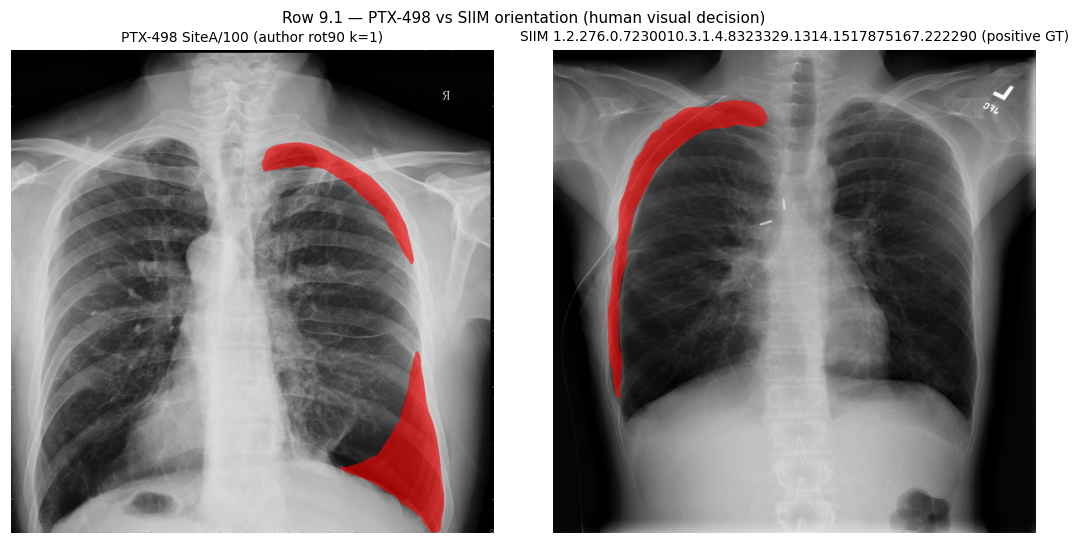 Row 9.1 — PTX-498 vs SIIM orientation (human visual decision)
PTX-498 SiteA/100 (author rot90 k=1)
SIIM 1.2.276.0.7230010.3.1.4.8323329.1314.1517875167.222290 (positive GT)
R
L
JEC